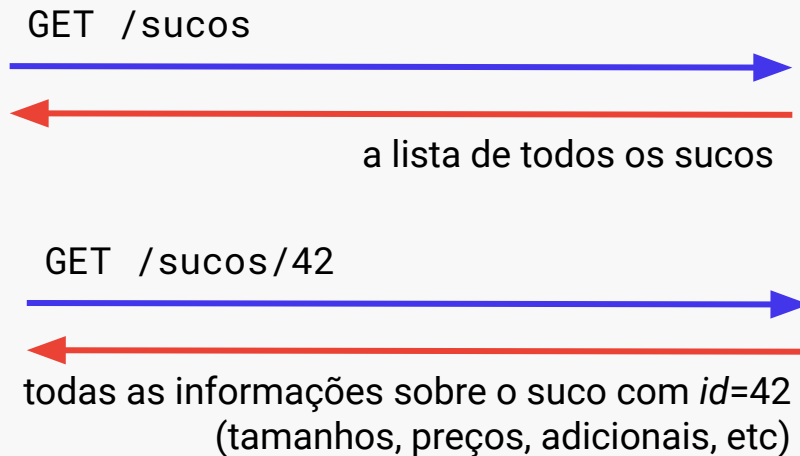 GET /sucos
a lista de todos os sucos
GET /sucos/42
todas as informações sobre o suco com id=42
(tamanhos, preços, adicionais, etc)